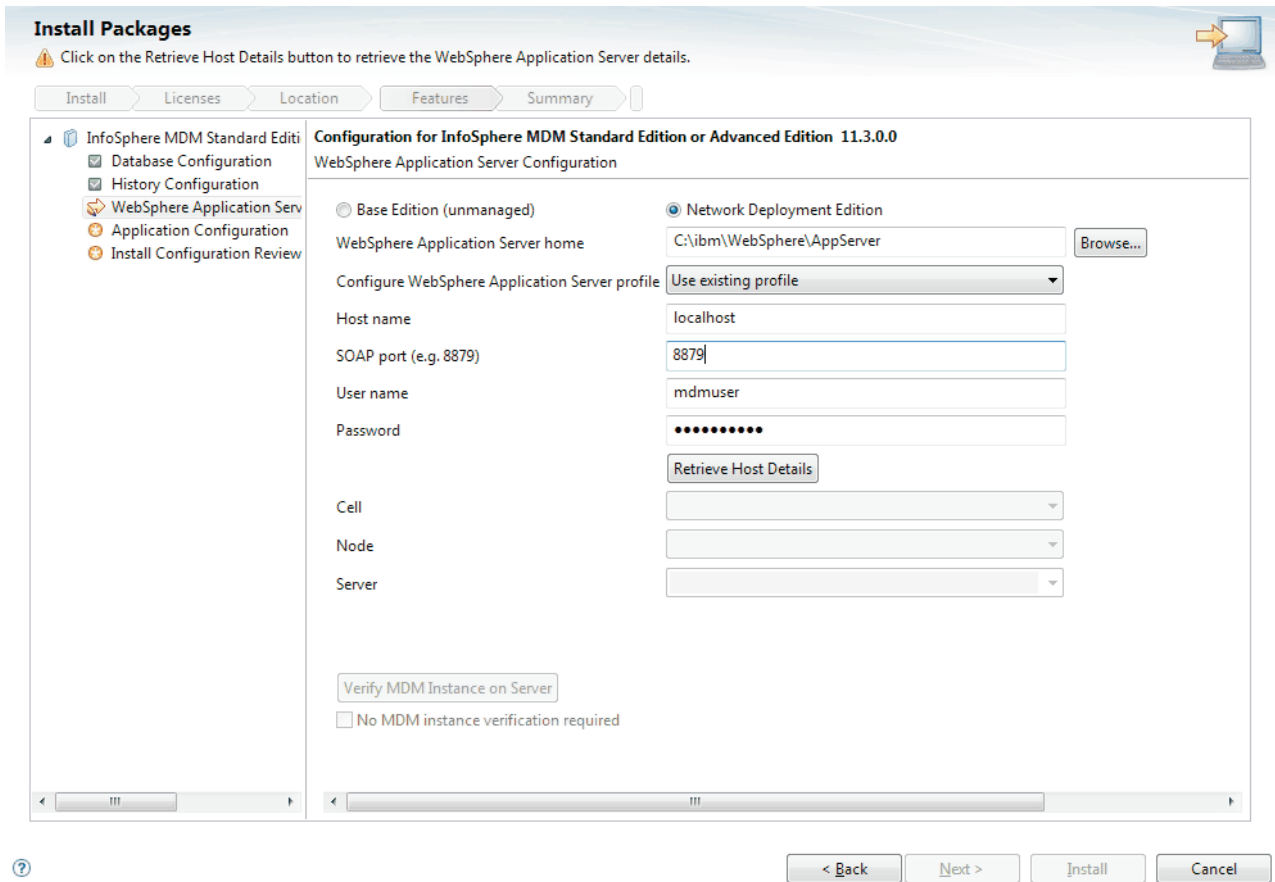 Install Packages
Click on the Retrieve Host Details button to retrieve the WebSphere Application Server details.
Install Licenses Location Features Summary
InfoSphere MDM Standard Editi
Database Configuration
History Configuration
WebSphere Application Serv
Application Configuration
Install Configuration Review
Configuration for InfoSphere MDM Standard Edition or Advanced Edition 11.3.0.0
WebSphere Application Server Configuration
Base Edition (unmanaged) Network Deployment Edition
WebSphere Application Server home C:\ibm\WebSphere\AppServer Browse...
Configure WebSphere Application Server profile Use existing profile
Host name localhost
SOAP port (e.g. 8879) 8879
User name mdmuser
Password ••••••••••
Retrieve Host Details
Cell
Node
Server
Verify MDM Instance on Server
No MDM instance verification required
? < Back Next > Install Cancel